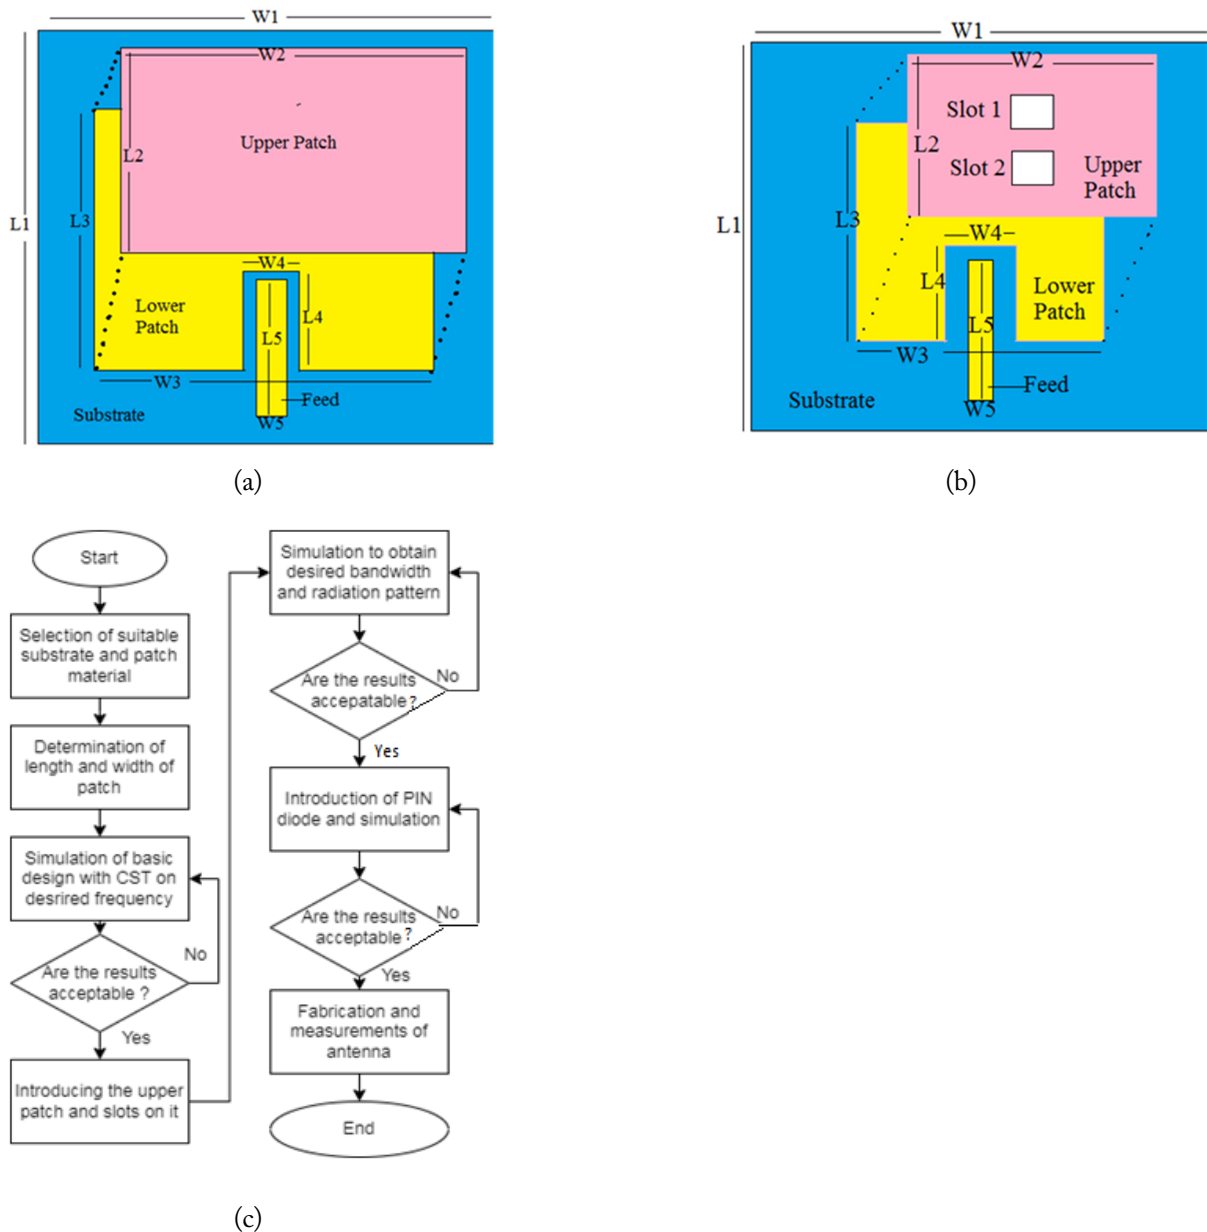 W1
W2
Upper Patch
L2
L3
L1
W4
Lower
Patch
L4
L5
W3
Feed
Substrate
W5
(a)
W1
W2
Slot 1
L2
Slot 2
Upper
Patch
L3
L1
W4
L4
Lower
Patch
L5
W3
Feed
Substrate
W5
(b)
Start
Selection of suitable
substrate and patch
material
Determination of
length and width of
patch
Simulation of basic
design with CST on
desrired frequency
No
Are the results
acceptable ?
Yes
Introducing the upper
patch and slots on it
Simulation to obtain
desired bandwidth
and radiation pattern
No
Are the results
accepatable?
Yes
Introduction of PIN
diode and simulation
No
Are the results
acceptable?
Yes
Fabrication and
measurements of
antenna
End
(c)